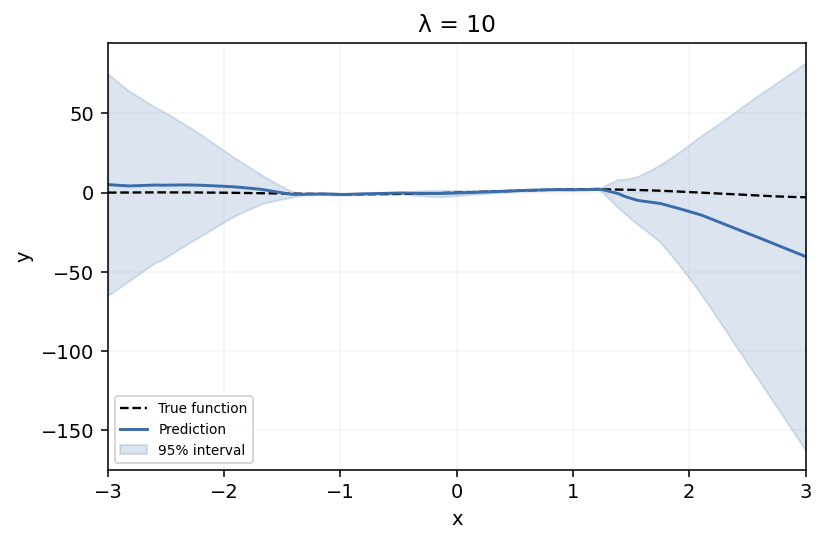 λ = 10
50
0
−50
−100
−150
y
True function
Prediction
95% interval
−3 −2 −1 0 1 2 3
x